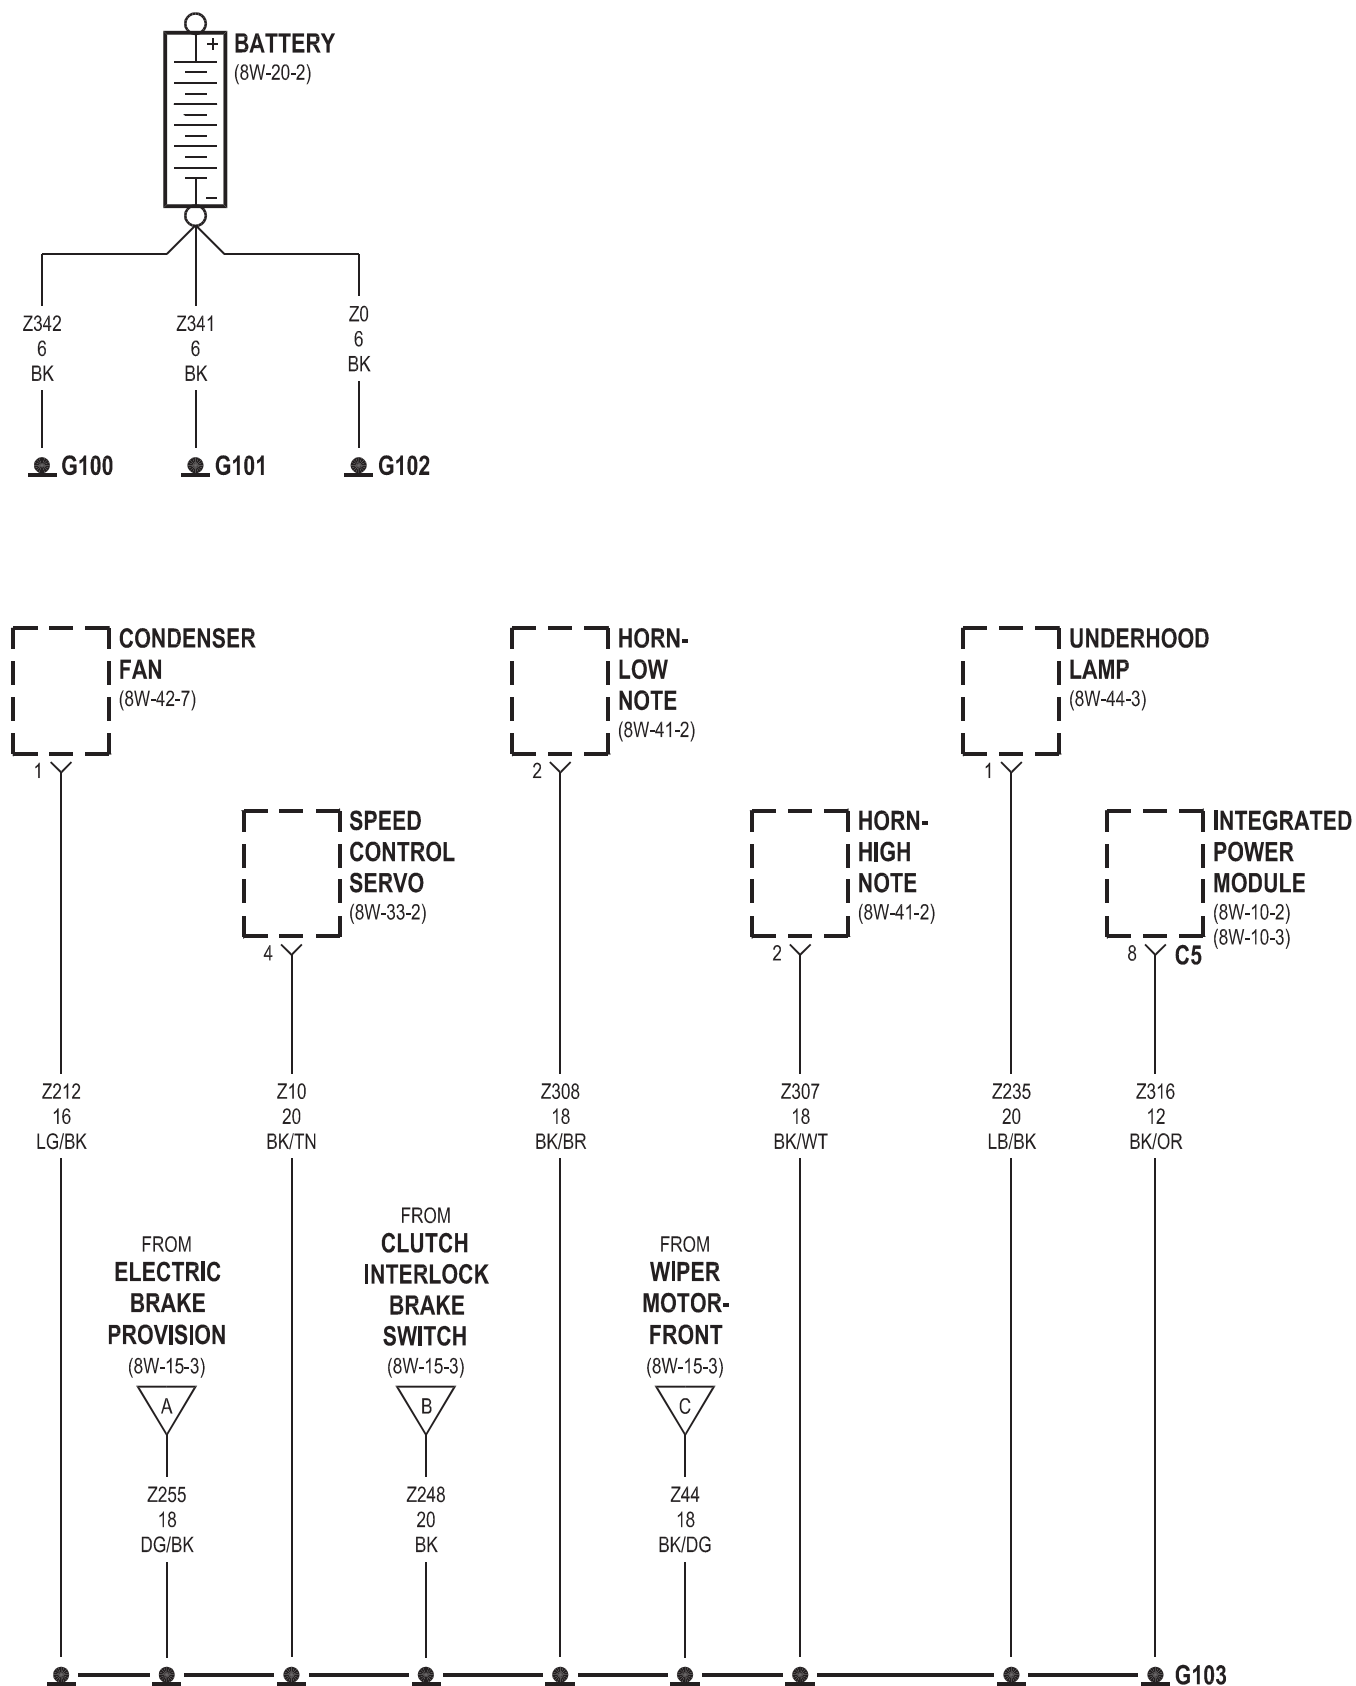 +
BATTERY
(8W-20-2)
–
Z342
6
BK
Z341
6
BK
Z0
6
BK
G100
G101
G102
CONDENSER
FAN
(8W-42-7)
1
HORN-
LOW
NOTE
(8W-41-2)
2
UNDERHOOD
LAMP
(8W-44-3)
1
SPEED
CONTROL
SERVO
(8W-33-2)
4
HORN-
HIGH
NOTE
(8W-41-2)
2
INTEGRATED
POWER
MODULE
(8W-10-2)
(8W-10-3)
8
C5
Z212
16
LG/BK
Z10
20
BK/TN
Z308
18
BK/BR
Z307
18
BK/WT
Z235
20
LB/BK
Z316
12
BK/OR
FROM
ELECTRIC
BRAKE
PROVISION
(8W-15-3)
A
FROM
CLUTCH
INTERLOCK
BRAKE
SWITCH
(8W-15-3)
B
FROM
WIPER
MOTOR-
FRONT
(8W-15-3)
C
Z255
18
DG/BK
Z248
20
BK
Z44
18
BK/DG
G103